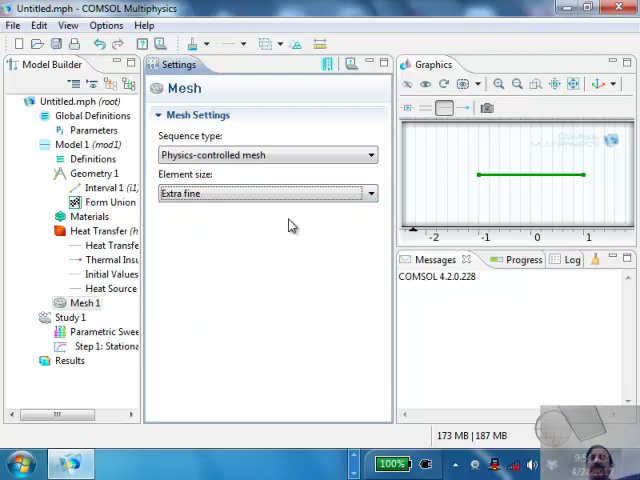 Untitled.mph - COMSOL Multiphysics
File Edit View Options Help
Model Builder
Untitled.mph (root)
Global Definitions
Parameters
Model 1 (mod1)
Definitions
Geometry 1
Interval 1 (i1)
Form Union
Materials
Heat Transfer (
Heat Transfe
Thermal Insu
Initial Values
Heat Source
Mesh 1
Study 1
Parametric Swee
Step 1: Stationa
Results
Settings
Mesh
Mesh Settings
Sequence type:
Physics-controlled mesh
Element size:
Extra fine
Graphics
COMSOL
MULTIPHYSICS
-2 -1 0 1
Messages Progress Log
COMSOL 4.2.0.228
173 MB | 187 MB
100%